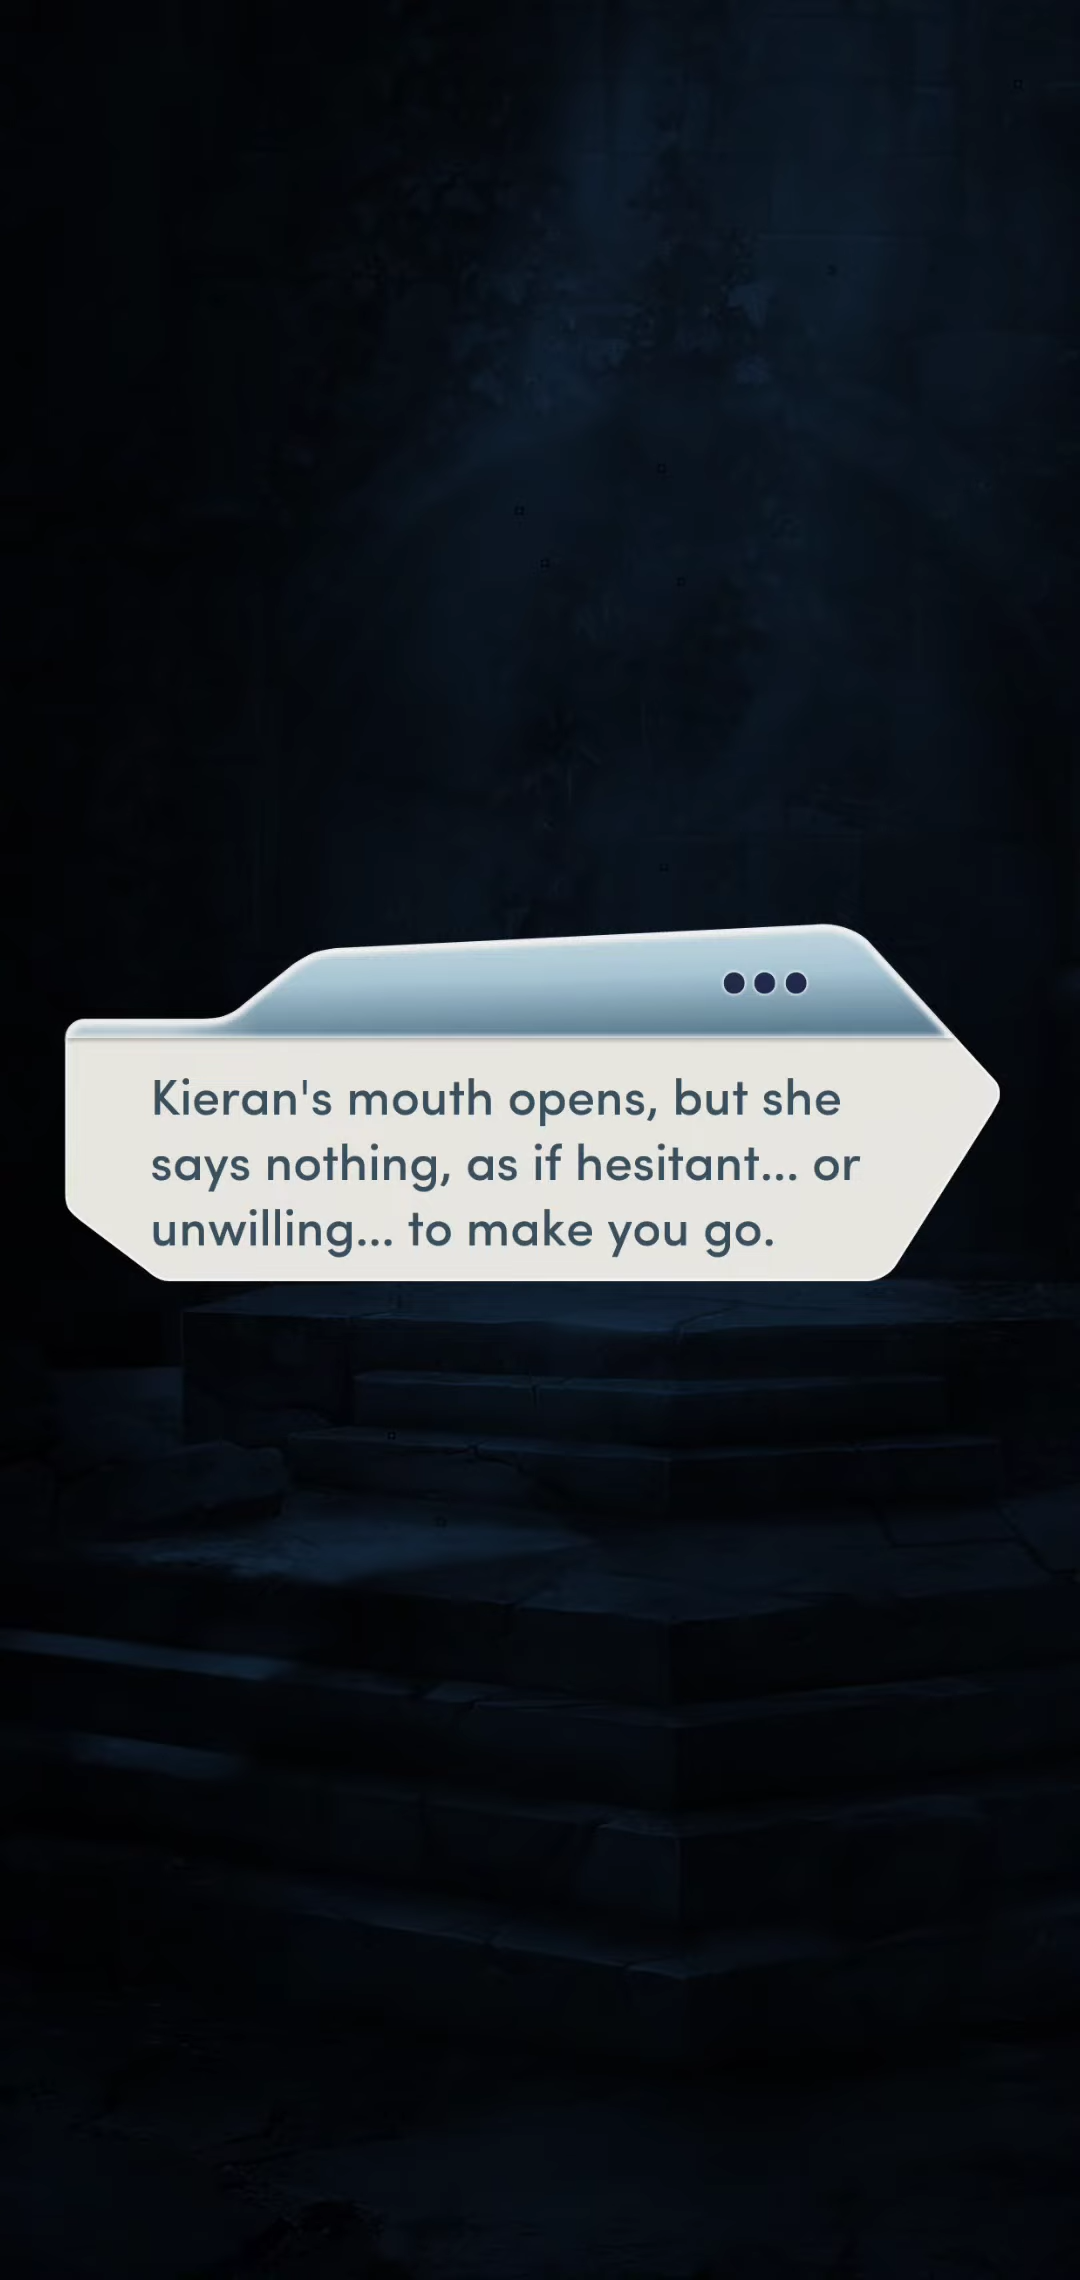 Kieran's mouth opens, but she
says nothing, as if hesitant... or
unwilling... to make you go.